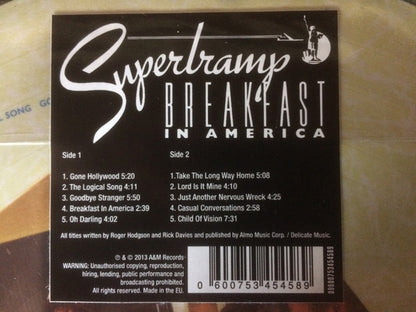 Supertramp
BREAKFAST
IN AMERICA
Side 1
1. Gone Hollywood 5:20
2. The Logical Song 4:11
3. Goodbye Stranger 5:50
4. Breakfast In America 2:39
5. Oh Darling 4:02
Side 2
1.Take The Long Way Home 5:08
2. Lord Is It Mine 4:10
3. Just Another Nervous Wreck 4:25
4. Casual Conversations 2:58
5. Child Of Vision 7:31
All titles written by Roger Hodgson and Rick Davies and published by Almo Music Corp. / Delicate Music.
℗ & © 2013 A&M Records
WARNING: Unauthorised copying, reproduction,
hiring, lending, public performance and
broadcasting prohibited.
Made in the EU.
0 600753 454589
00600753454589
L SONG GO